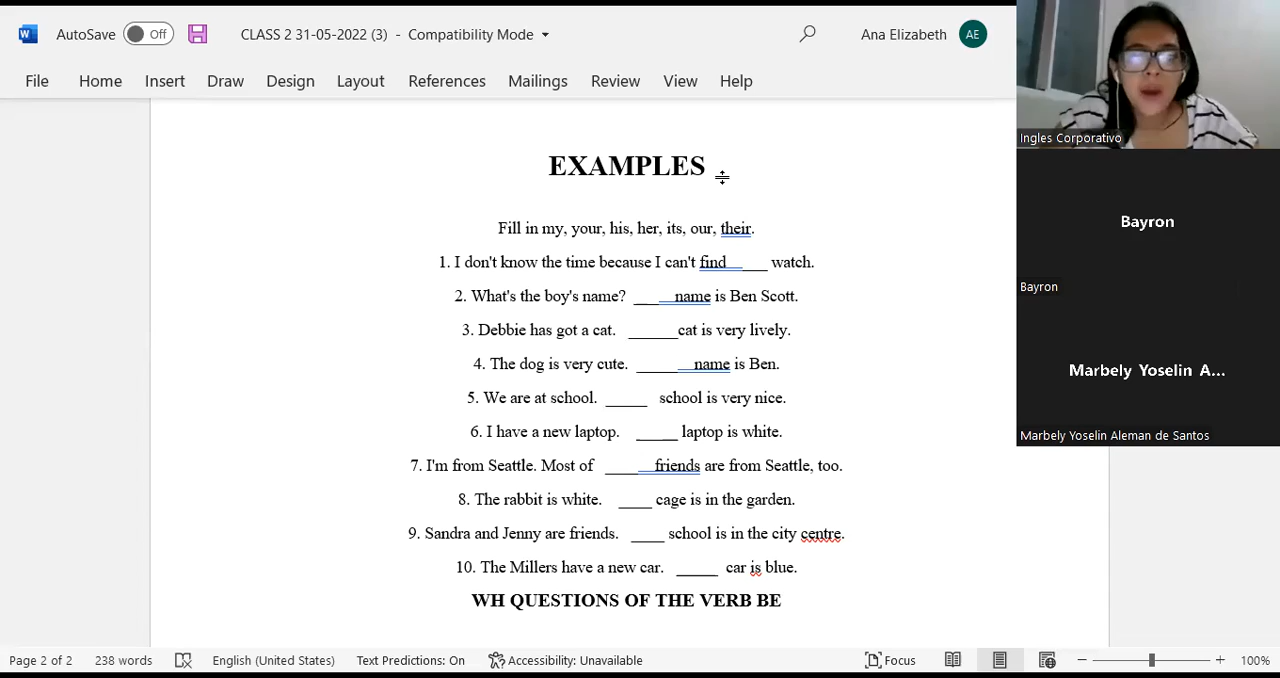 AutoSave Off CLASS 2 31-05-2022 (3) - Compatibility Mode Ana Elizabeth AE
File Home Insert Draw Design Layout References Mailings Review View Help
EXAMPLES
Fill in my, your, his, her, its, our, their.
1. I don't know the time because I can't find_____ watch.
2. What's the boy's name? _____name is Ben Scott.
3. Debbie has got a cat. ______cat is very lively.
4. The dog is very cute. _______name is Ben.
5. We are at school. _____ school is very nice.
6. I have a new laptop. _____ laptop is white.
7. I'm from Seattle. Most of ______friends are from Seattle, too.
8. The rabbit is white. ____ cage is in the garden.
9. Sandra and Jenny are friends. ____ school is in the city centre.
10. The Millers have a new car. _____ car is blue.
WH QUESTIONS OF THE VERB BE
Page 2 of 2 238 words English (United States) Text Predictions: On Accessibility: Unavailable Focus 100%
Ingles Corporativo
Bayron
Bayron
Marbely Yoselin A...
Marbely Yoselin Aleman de Santos